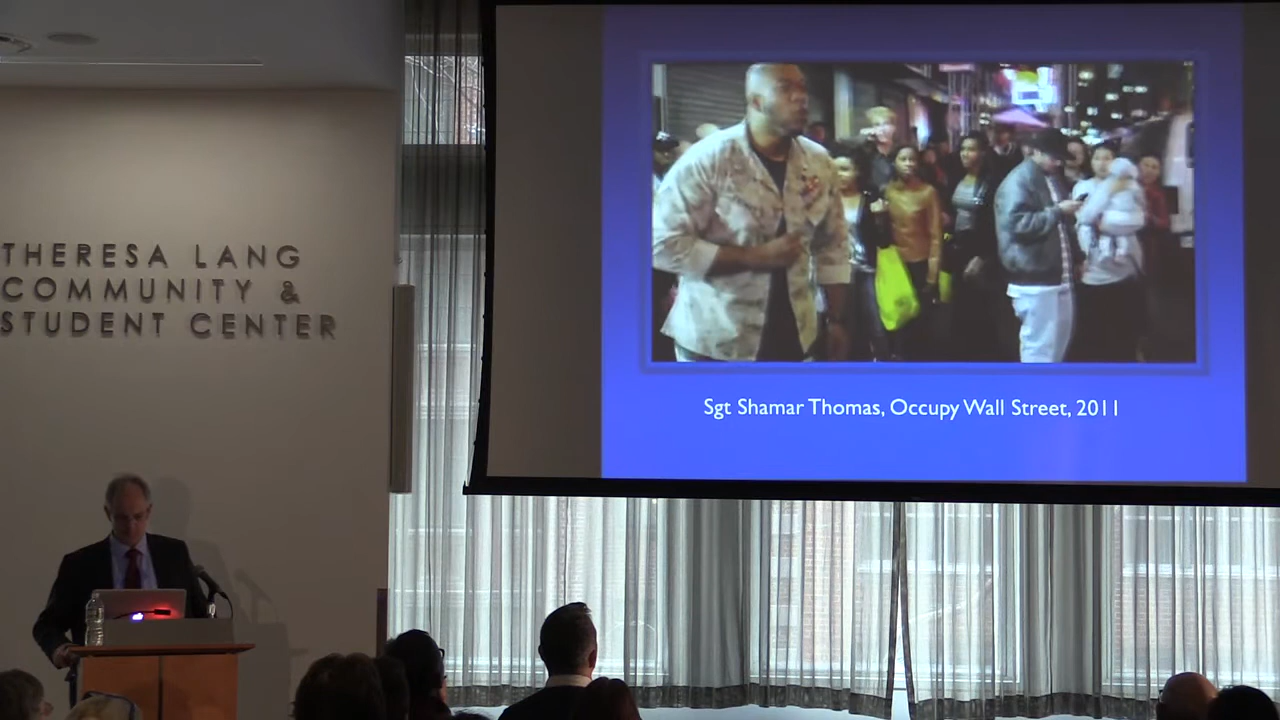 THERESA LANG
COMMUNITY &
STUDENT CENTER
Sgt Shamar Thomas, Occupy Wall Street, 2011